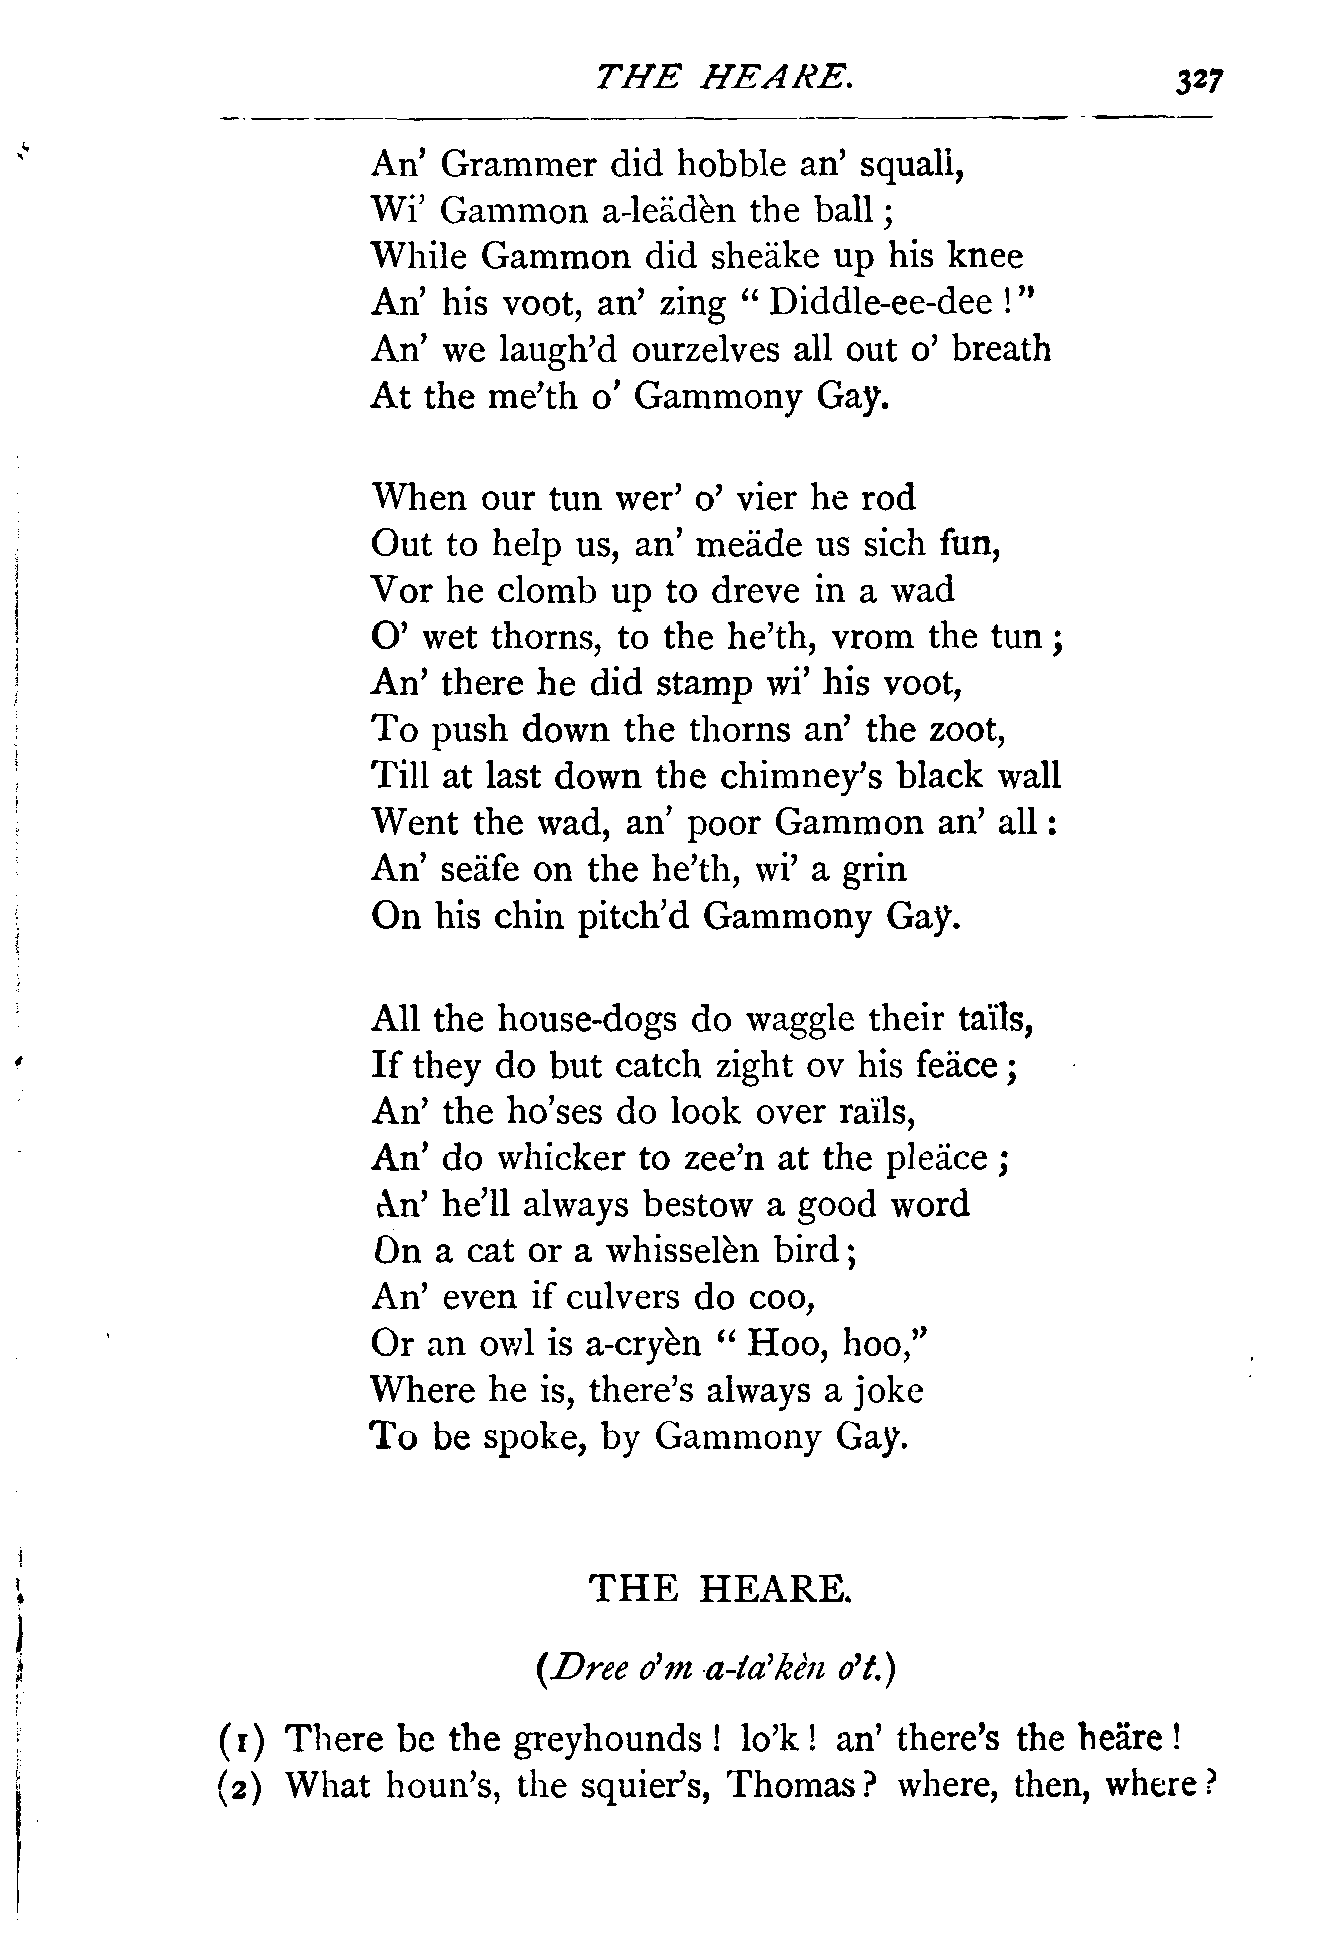 THE HEARE. 327
An' Grammer did hobble an' squall,
Wi' Gammon a-leädèn the ball;
While Gammon did sheäke up his knee
An' his voot, an' zing “Diddle-ee-dee!”
An' we laugh'd ourzelves all out o' breath
At the me'th o' Gammony Gaÿ.
When our tun wer' o' vier he rod
Out to help us, an' meäde us sich fun,
Vor he clomb up to dreve in a wad
O' wet thorns, to the he'th, vrom the tun;
An' there he did stamp wi' his voot,
To push down the thorns an' the zoot,
Till at last down the chimney's black wall
Went the wad, an' poor Gammon an' all:
An' seäfe on the he'th, wi' a grin
On his chin pitch'd Gammony Gaÿ.
All the house-dogs do waggle their taïls,
If they do but catch zight ov his feäce;
An' the ho'ses do look over raïls,
An' do whicker to zee'n at the pleäce;
An' he'll always bestow a good word
On a cat or a whisselèn bird;
An' even if culvers do coo,
Or an owl is a-cryèn “Hoo, hoo,”
Where he is, there's always a joke
To be spoke, by Gammony Gaÿ.
THE HEARE.
(Dree o'm a-ta'kèn o't.)
(1) There be the greyhounds! lo'k! an' there's the heäre!
(2) What houn's, the squier's, Thomas? where, then, where?